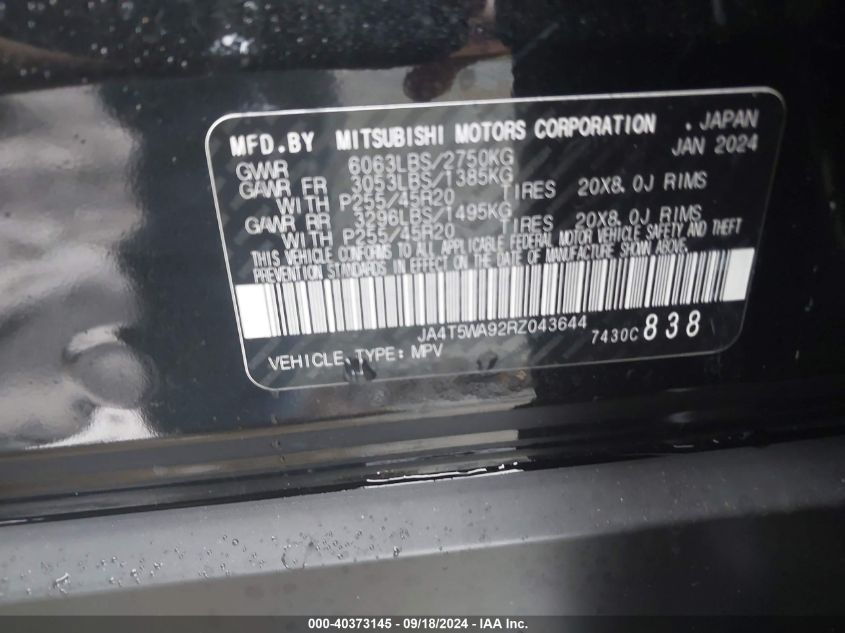 MFD.BY MITSUBISHI MOTORS CORPORATION . JAPAN
JAN 2024
GVWR 6063LBS/2750KG
GAWR FR 3053LBS/1385KG
WITH P255/45R20 TIRES 20X8.0J RIMS
GAWR RR 3296LBS/1495KG
WITH P255/45R20 TIRES 20X8.0J RIMS
THIS VEHICLE CONFORMS TO ALL APPLICABLE FEDERAL MOTOR VEHICLE SAFETY AND THEFT
PREVENTION STANDARDS IN EFFECT ON THE DATE OF MANUFACTURE SHOWN ABOVE.
JA4T5WA92RZ043644
7430C 838
VEHICLE TYPE: MPV
000-40373145 - 09/18/2024 - IAA Inc.